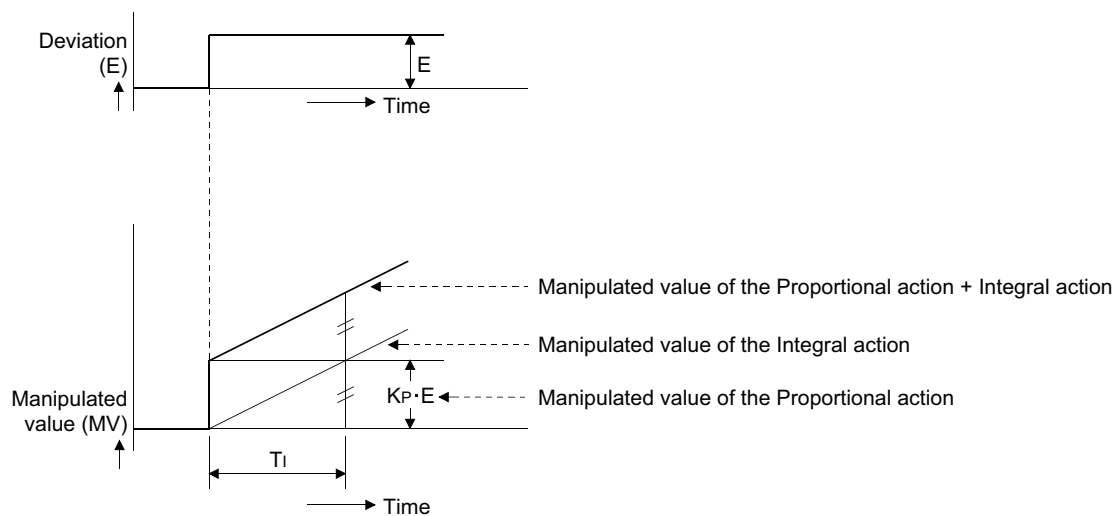 Deviation
(E)
E
Time
Manipulated value of the Proportional action + Integral action
Manipulated value of the Integral action
KP·E
Manipulated value of the Proportional action
Manipulated
value (MV)
TI
Time